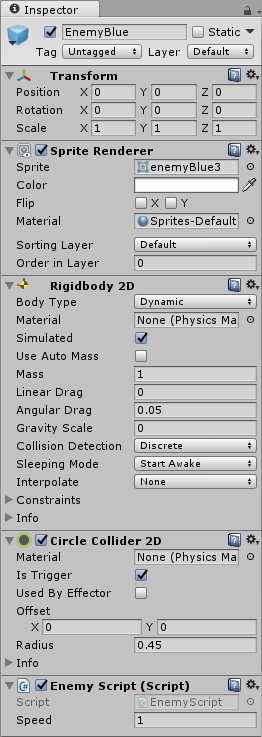 Inspector
EnemyBlue Static
Tag Untagged Layer Default
Transform
Position X 0 Y 0 Z 0
Rotation X 0 Y 0 Z 0
Scale X 1 Y 1 Z 1
Sprite Renderer
Sprite enemyBlue3
Color
Flip X Y
Material Sprites-Default
Sorting Layer Default
Order in Layer 0
Rigidbody 2D
Body Type Dynamic
Material None (Physics Ma
Simulated
Use Auto Mass
Mass 1
Linear Drag 0
Angular Drag 0.05
Gravity Scale 0
Collision Detection Discrete
Sleeping Mode Start Awake
Interpolate None
Constraints
Info
Circle Collider 2D
Material None (Physics Ma
Is Trigger
Used By Effector
Offset
X 0 Y 0
Radius 0.45
Info
Enemy Script (Script)
Script EnemyScript
Speed 1